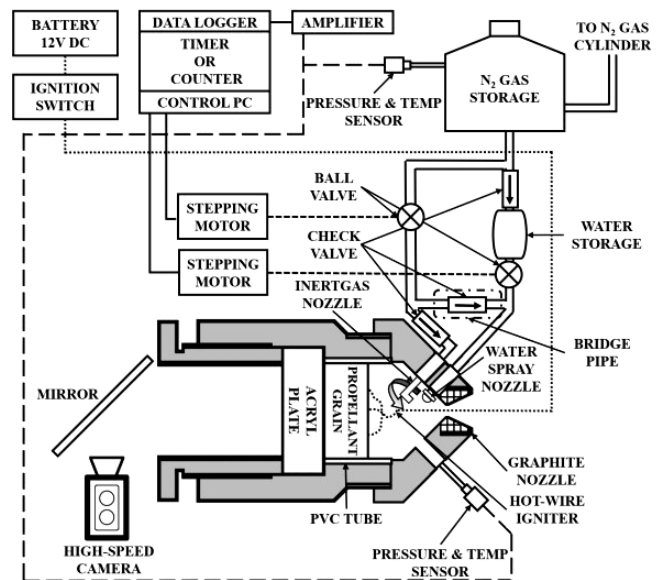 BATTERY
12V DC
IGNITION
SWITCH
DATA LOGGER
TIMER
OR
COUNTER
CONTROL PC
AMPLIFIER
PRESSURE & TEMP
SENSOR
N2 GAS
STORAGE
TO N2 GAS
CYLINDER
STEPPING
MOTOR
STEPPING
MOTOR
BALL
VALVE
CHECK
VALVE
INERTGAS
NOZZLE
WATER
STORAGE
BRIDGE
PIPE
WATER
SPRAY
NOZZLE
MIRROR
ACRYL
PLATE
PROPELLANT
GRAIN
GRAPHITE
NOZZLE
HOT-WIRE
IGNITER
PVC TUBE
HIGH-SPEED
CAMERA
PRESSURE & TEMP
SENSOR